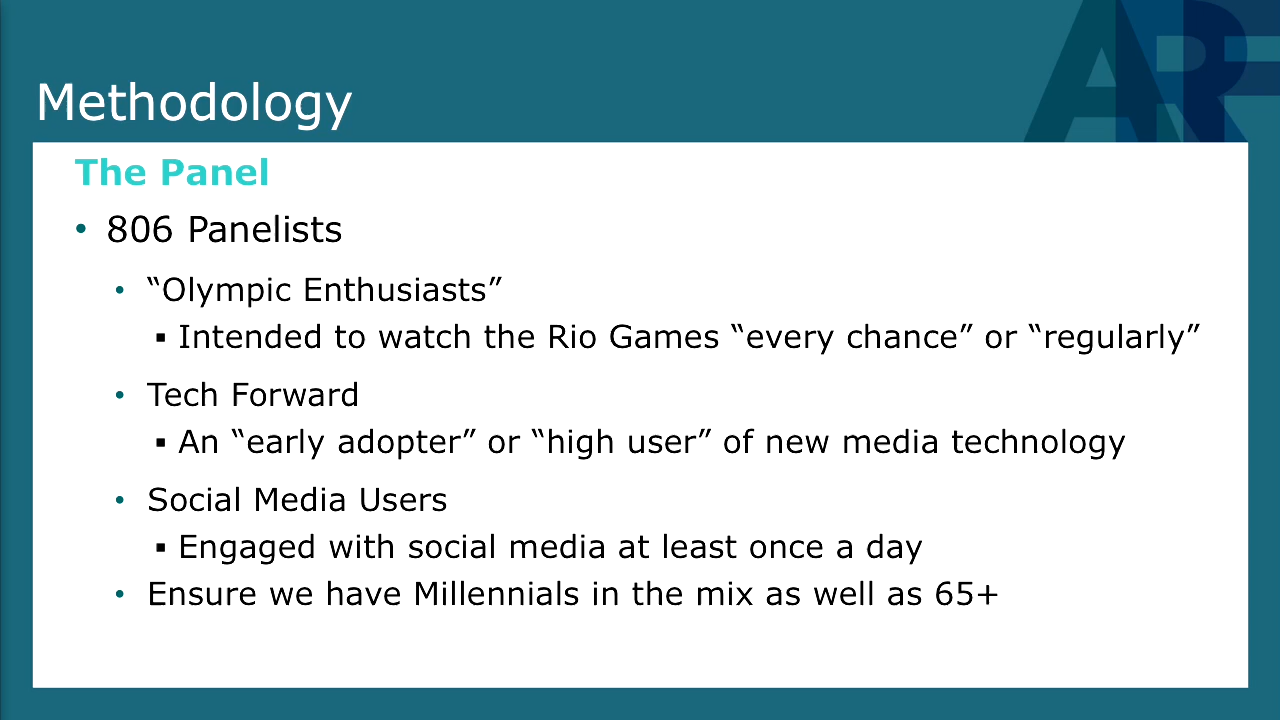 ARF
Methodology
The Panel
• 806 Panelists
• “Olympic Enthusiasts”
▪ Intended to watch the Rio Games “every chance” or “regularly”
• Tech Forward
▪ An “early adopter” or “high user” of new media technology
• Social Media Users
▪ Engaged with social media at least once a day
• Ensure we have Millennials in the mix as well as 65+